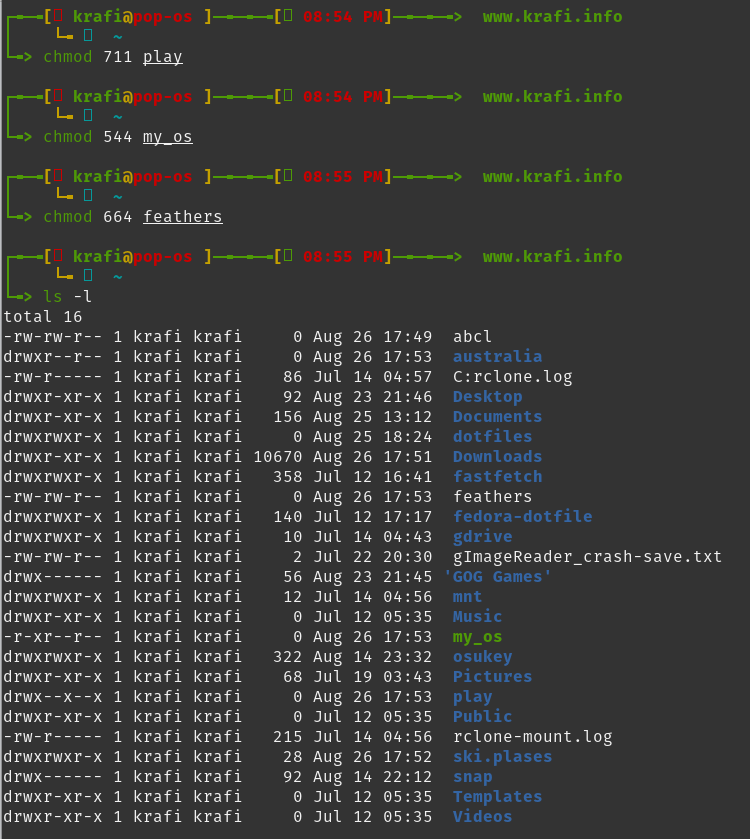 [ krafi@pop-os ][ 08:54 PM]> www.krafi.info
~
> chmod 711 play
[ krafi@pop-os ][ 08:54 PM]> www.krafi.info
~
> chmod 544 my_os
[ krafi@pop-os ][ 08:55 PM]> www.krafi.info
~
> chmod 664 feathers
[ krafi@pop-os ][ 08:55 PM]> www.krafi.info
~
> ls -l
total 16
-rw-rw-r-- 1 krafi krafi     0 Aug 26 17:49  abcl
drwxr--r-- 1 krafi krafi     0 Aug 26 17:53  australia
-rw-r----- 1 krafi krafi    86 Jul 14 04:57  C:rclone.log
drwxr-xr-x 1 krafi krafi    92 Aug 23 21:46  Desktop
drwxr-xr-x 1 krafi krafi   156 Aug 25 13:12  Documents
drwxrwxr-x 1 krafi krafi     0 Aug 25 18:24  dotfiles
drwxr-xr-x 1 krafi krafi 10670 Aug 26 17:51  Downloads
drwxrwxr-x 1 krafi krafi   358 Jul 12 16:41  fastfetch
-rw-rw-r-- 1 krafi krafi     0 Aug 26 17:53  feathers
drwxrwxr-x 1 krafi krafi   140 Jul 12 17:17  fedora-dotfile
drwxrwxr-x 1 krafi krafi    10 Jul 14 04:43  gdrive
-rw-rw-r-- 1 krafi krafi     2 Jul 22 20:30  gImageReader_crash-save.txt
drwx------ 1 krafi krafi    56 Aug 23 21:45 'GOG Games'
drwxrwxr-x 1 krafi krafi    12 Jul 14 04:56  mnt
drwxr-xr-x 1 krafi krafi     0 Jul 12 05:35  Music
-r-xr--r-- 1 krafi krafi     0 Aug 26 17:53  my_os
drwxrwxr-x 1 krafi krafi   322 Aug 14 23:32  osukey
drwxr-xr-x 1 krafi krafi    68 Jul 19 03:43  Pictures
drwx--x--x 1 krafi krafi     0 Aug 26 17:53  play
drwxr-xr-x 1 krafi krafi     0 Jul 12 05:35  Public
-rw-r----- 1 krafi krafi   215 Jul 14 04:56  rclone-mount.log
drwxrwxr-x 1 krafi krafi    28 Aug 26 17:52  ski.plases
drwx------ 1 krafi krafi    92 Aug 14 22:12  snap
drwxr-xr-x 1 krafi krafi     0 Jul 12 05:35  Templates
drwxr-xr-x 1 krafi krafi     0 Jul 12 05:35  Videos